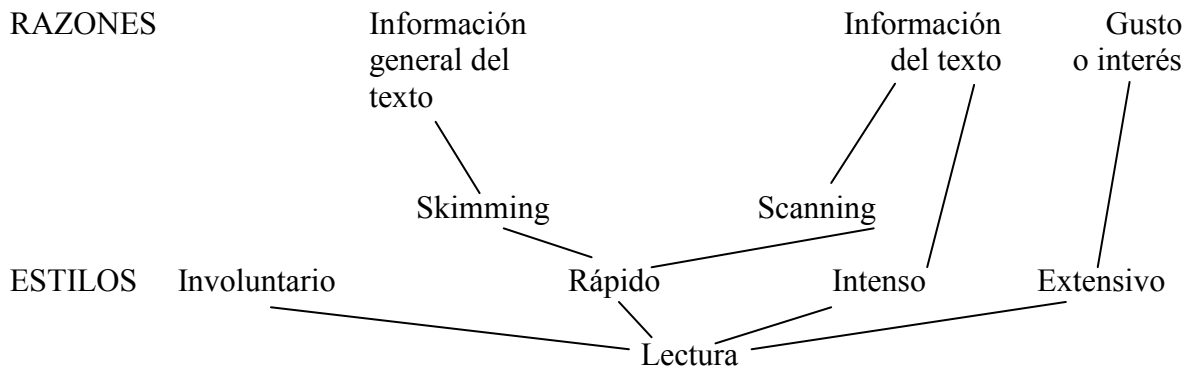 RAZONES Información Información Gusto
general del del texto o interés
texto
Skimming Scanning
ESTILOS Involuntario Rápido Intenso Extensivo
Lectura